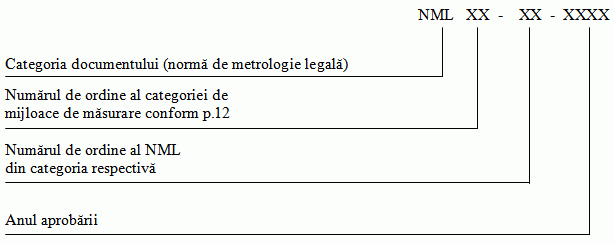 NML XX - XX - XXXX
Categoria documentului (normă de metrologie legală)
Numărul de ordine al categoriei de
mijloace de măsurare conform p.12
Numărul de ordine al NML
din categoria respectivă
Anul aprobării